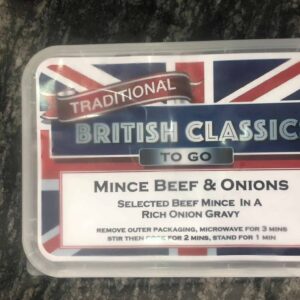 TRADITIONAL
BRITISH CLASSIC
TO GO
MINCE BEEF & ONIONS
SELECTED BEEF MINCE IN A
RICH ONION GRAVY
REMOVE OUTER PACKAGING, MICROWAVE FOR 3 MINS
STIR THEN FOR 2 MINS, STAND FOR 1 MIN